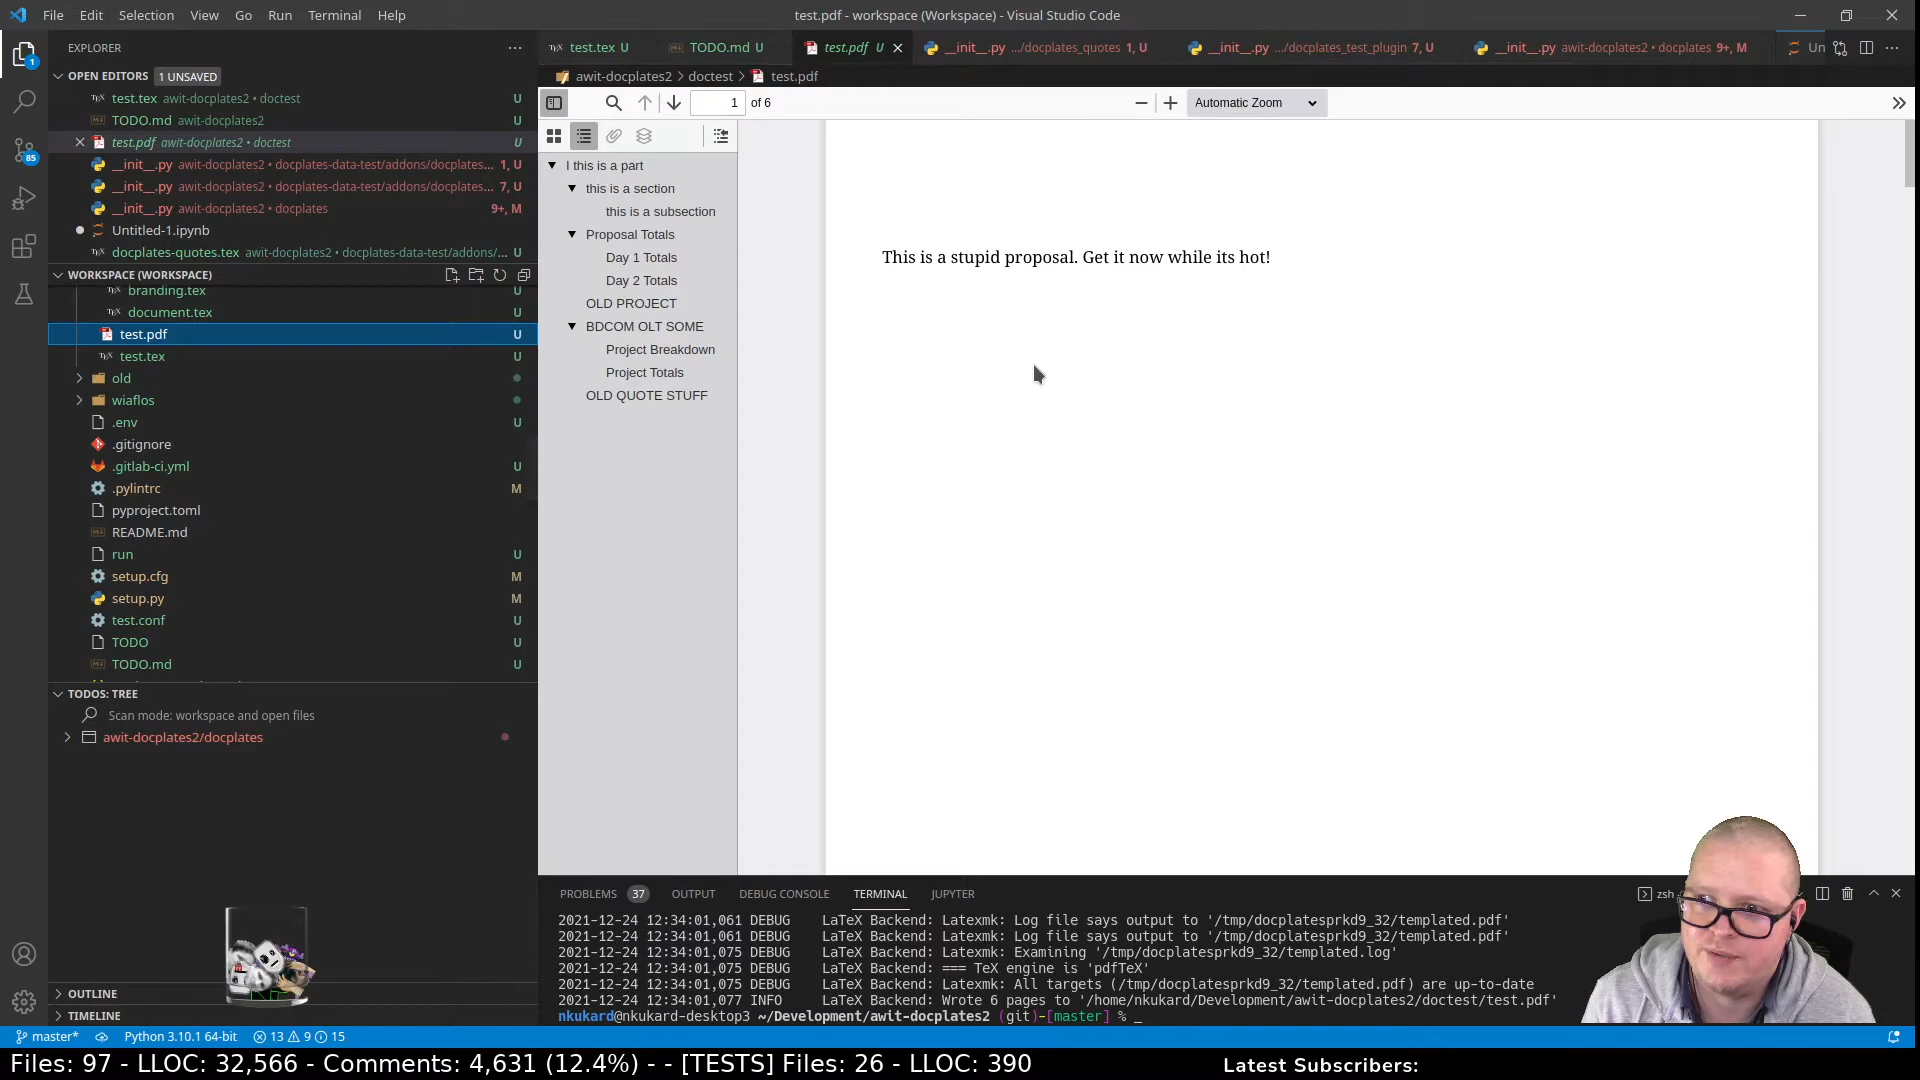 File Edit Selection View Go Run Terminal Help
test.pdf - workspace (Workspace) - Visual Studio Code
EXPLORER
OPEN EDITORS 1 UNSAVED
test.tex awit-docplates2 • doctest U
TODO.md awit-docplates2 U
test.pdf awit-docplates2 • doctest U
__init__.py awit-docplates2 • docplates-data-test/addons/docplates... 1, U
__init__.py awit-docplates2 • docplates-data-test/addons/docplates... 7, U
__init__.py awit-docplates2 • docplates 9+, M
Untitled-1.ipynb
docplates-quotes.tex awit-docplates2 • docplates-data-test/addons/... U
WORKSPACE (WORKSPACE)
branding.tex U
document.tex U
test.pdf U
test.tex U
old
wiaflos
.env U
.gitignore
.gitlab-ci.yml U
.pylintrc M
pyproject.toml
README.md
run U
setup.cfg M
setup.py M
test.conf U
TODO U
TODO.md U
TODOS: TREE
Scan mode: workspace and open files
awit-docplates2/docplates
OUTLINE
TIMELINE
1
85
test.tex U TODO.md U test.pdf U __init__.py .../docplates_quotes 1, U __init__.py .../docplates_test_plugin 7, U __init__.py awit-docplates2 • docplates 9+, M Un
awit-docplates2 > doctest > test.pdf
1 of 6 Automatic Zoom
I this is a part
this is a section
this is a subsection
Proposal Totals
Day 1 Totals
Day 2 Totals
OLD PROJECT
BDCOM OLT SOME
Project Breakdown
Project Totals
OLD QUOTE STUFF
This is a stupid proposal. Get it now while its hot!
PROBLEMS 37 OUTPUT DEBUG CONSOLE TERMINAL JUPYTER zsh
2021-12-24 12:34:01,061 DEBUG LaTeX Backend: Latexmk: Log file says output to '/tmp/docplatesprkd9_32/templated.pdf'
2021-12-24 12:34:01,061 DEBUG LaTeX Backend: Latexmk: Log file says output to '/tmp/docplatesprkd9_32/templated.pdf'
2021-12-24 12:34:01,075 DEBUG LaTeX Backend: Latexmk: Examining '/tmp/docplatesprkd9_32/templated.log'
2021-12-24 12:34:01,075 DEBUG LaTeX Backend: === TeX engine is 'pdfTeX'
2021-12-24 12:34:01,075 DEBUG LaTeX Backend: Latexmk: All targets (/tmp/docplatesprkd9_32/templated.pdf) are up-to-date
2021-12-24 12:34:01,077 INFO LaTeX Backend: Wrote 6 pages to '/home/nkukard/Development/awit-docplates2/doctest/test.pdf'
nkukard@nkukard-desktop3 ~/Development/awit-docplates2 (git)-[master] % _
master* Python 3.10.1 64-bit 13 9 15
Files: 97 - LLOC: 32,566 - Comments: 4,631 (12.4%) - - [TESTS] Files: 26 - LLOC: 390
Latest Subscribers: